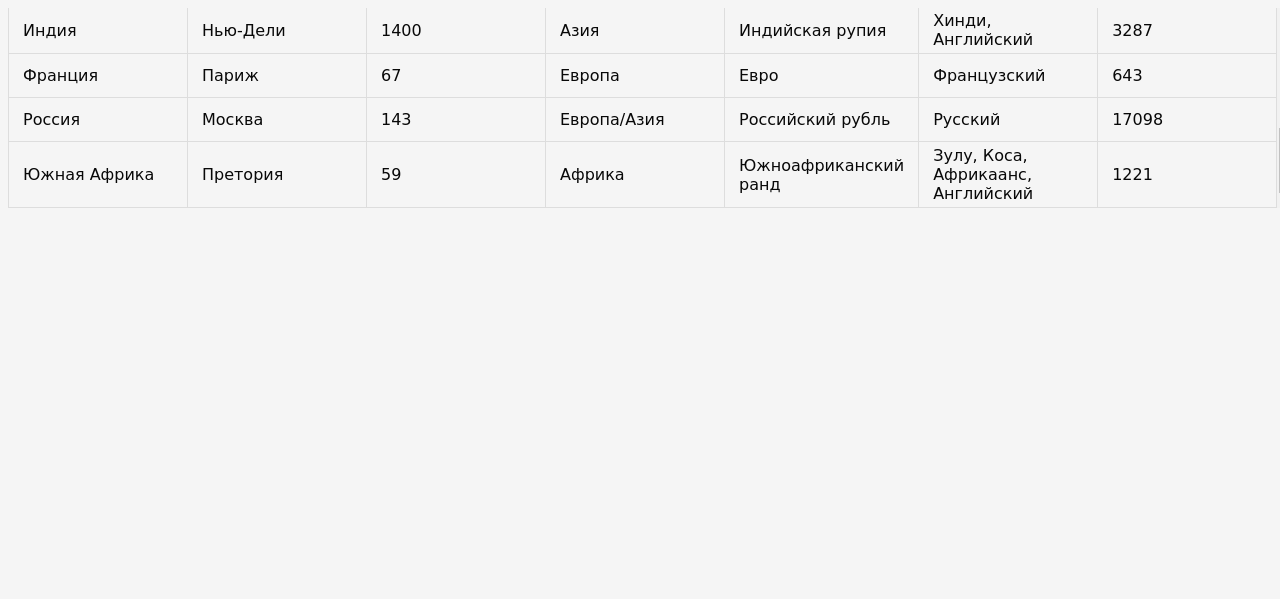 Индия Нью-Дели 1400 Азия Индийская рупия Хинди, Английский 3287
Франция Париж 67 Европа Евро Французский 643
Россия Москва 143 Европа/Азия Российский рубль Русский 17098
Южная Африка Претория 59 Африка Южноафриканский ранд Зулу, Коса, Африкаанс, Английский 1221